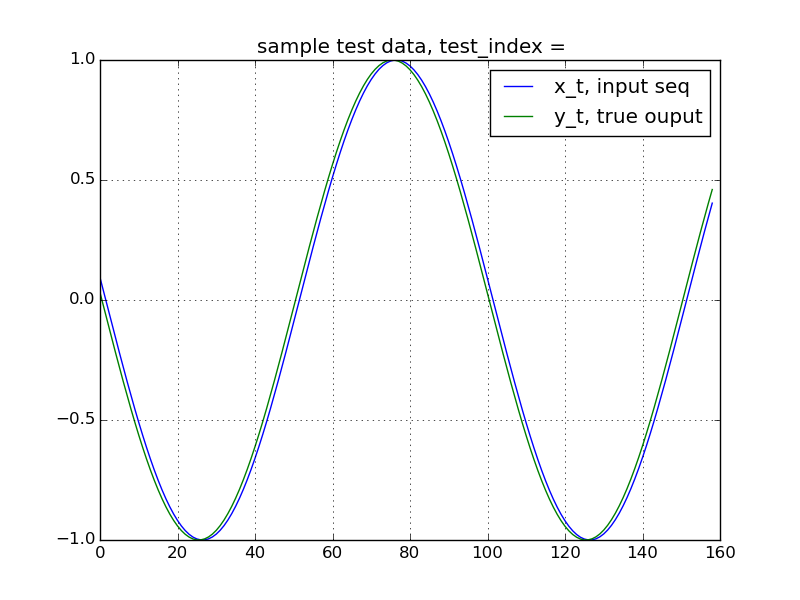 sample test data, test_index =
x_t, input seq
y_t, true ouput
1.0
0.5
0.0
−0.5
−1.0
0 20 40 60 80 100 120 140 160